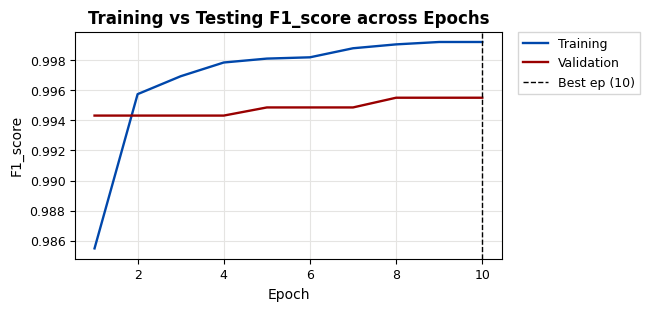 Training vs Testing F1_score across Epochs
0.998
0.996
0.994
0.992
0.990
0.988
0.986
F1_score
2 4 6 8 10
Epoch
Training
Validation
Best ep (10)